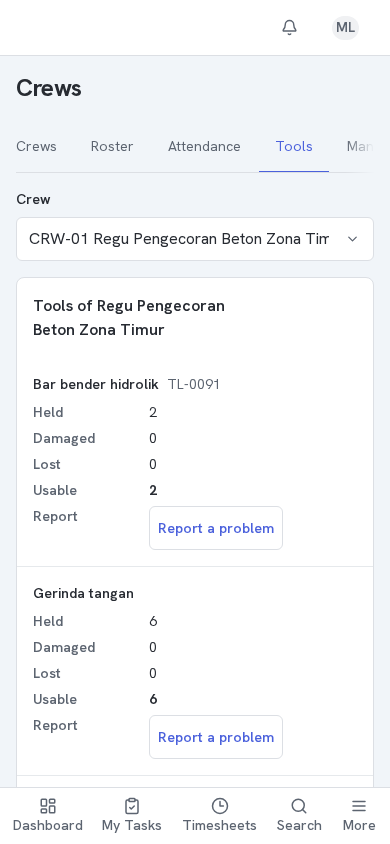 ML
Crews
Crews Roster Attendance Tools Man
Crew
CRW-01 Regu Pengecoran Beton Zona Tim
Tools of Regu Pengecoran
Beton Zona Timur
Bar bender hidrolik TL-0091
Held 2
Damaged 0
Lost 0
Usable 2
Report Report a problem
Gerinda tangan
Held 6
Damaged 0
Lost 0
Usable 6
Report Report a problem
Dashboard My Tasks Timesheets Search More